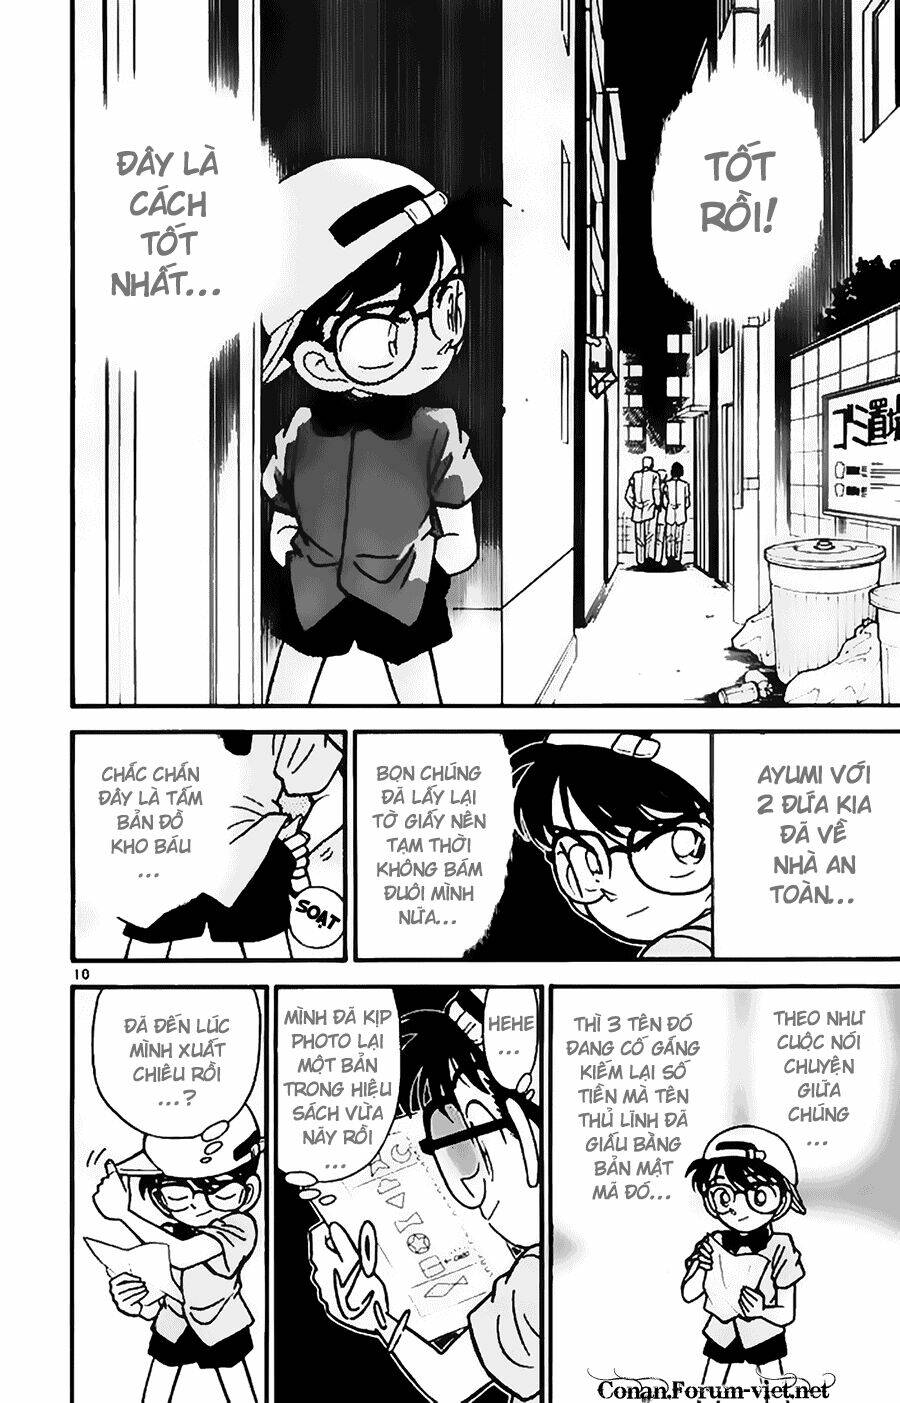 TỐT
RỒI!
ĐÂY LÀ
CÁCH
TỐT
NHẤT...
ゴミ置場
AYUMI VỚI
2 ĐỨA KIA
ĐÃ VỀ
NHÀ AN
TOÀN...
BỌN CHÚNG
ĐÃ LẤY LẠI
TỜ GIẤY NÊN
TẠM THỜI
KHÔNG BÁM
ĐUÔI MÌNH
NỮA...
CHẮC CHẮN
ĐÂY LÀ TẤM
BẢN ĐỒ
KHO BÁU
...
SOẠT
10
THEO NHƯ
CUỘC NÓI
CHUYỆN
GIỮA
CHÚNG
...
THÌ 3 TÊN ĐÓ
ĐANG CỐ GẮNG
KIẾM LẠI SỐ
TIỀN MÀ TÊN
THỦ LĨNH ĐÃ
GIẤU BẰNG
BẢN MẬT
MÃ ĐÓ...
HEHE
...
MÌNH ĐÃ KỊP
PHOTO LẠI
MỘT BẢN
TRONG HIỆU
SÁCH VỪA
NÃY RỒI
...
ĐÃ ĐẾN LÚC
MÌNH XUẤT
CHIÊU RỒI
...?
Conan.Forum-viet.net